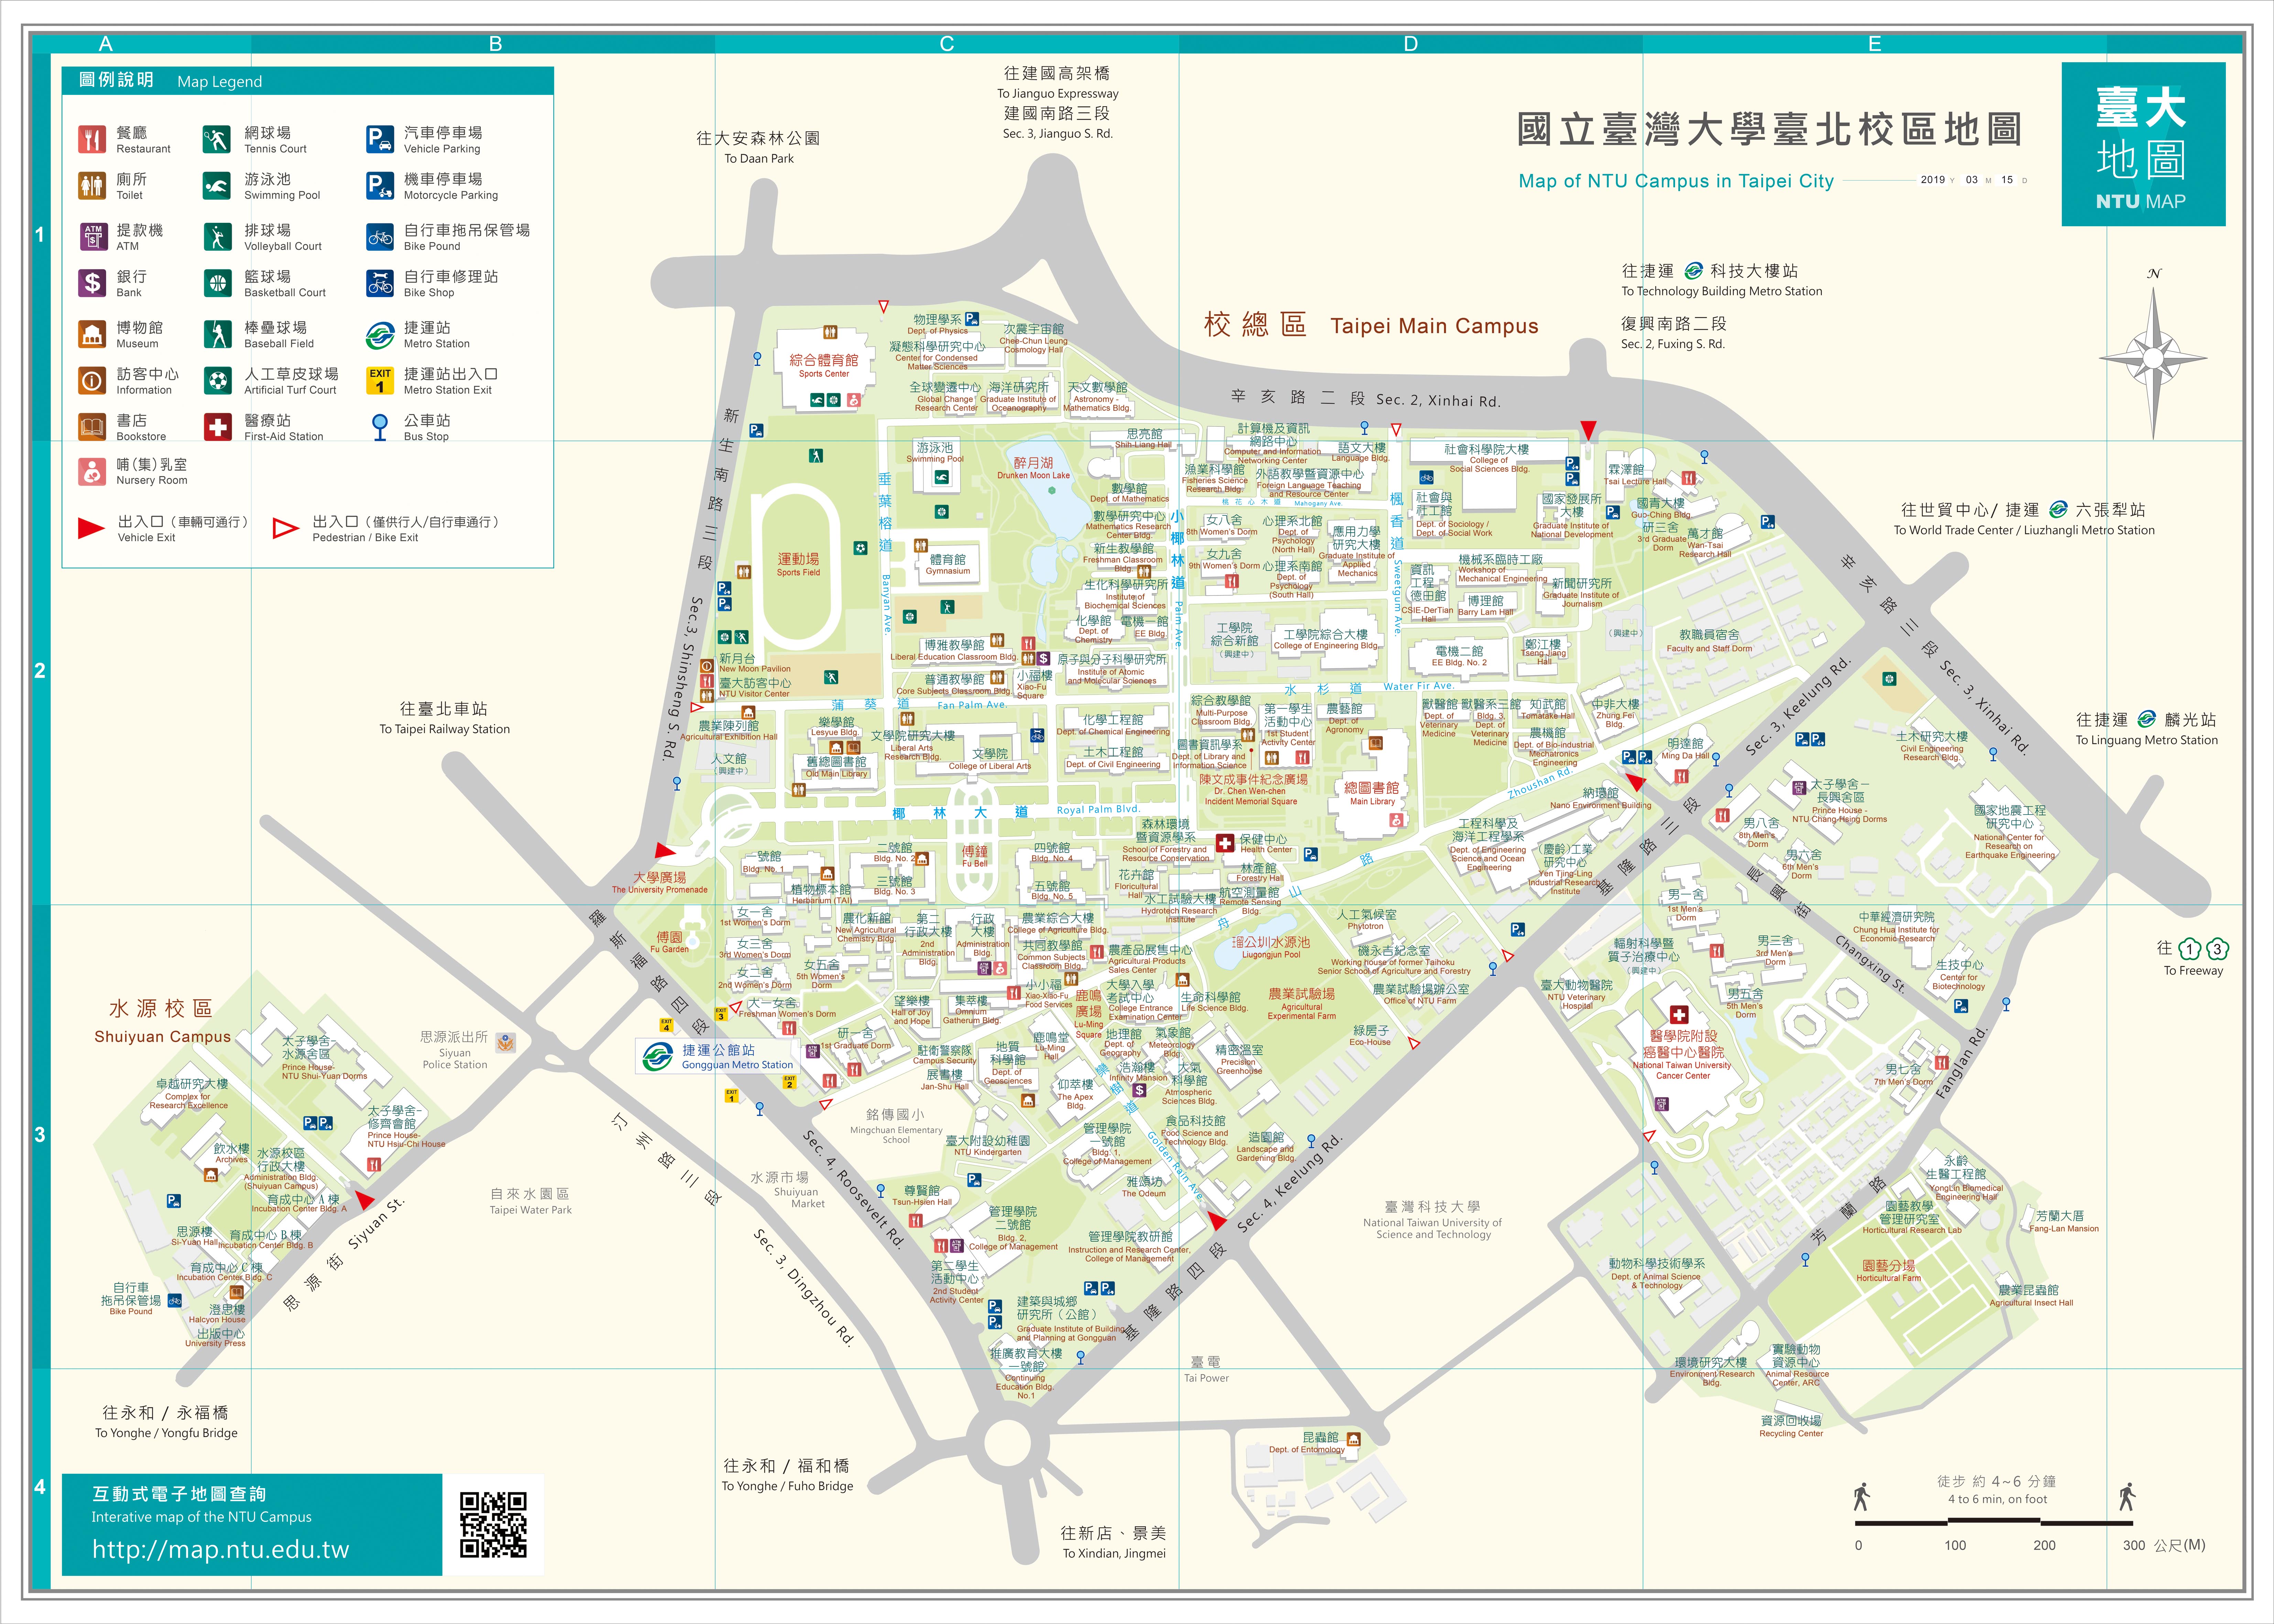 A
B
C
D
E
1
2
3
4
圖例說明 Map Legend
餐廳
Restaurant
網球場
Tennis Court
汽車停車場
Vehicle Parking
廁所
Toilet
游泳池
Swimming Pool
機車停車場
Motorcycle Parking
提款機
ATM
排球場
Volleyball Court
自行車拖吊保管場
Bike Pound
銀行
Bank
籃球場
Basketball Court
自行車修理站
Bike Shop
博物館
Museum
棒壘球場
Baseball Field
捷運站
Metro Station
訪客中心
Information
人工草皮球場
Artificial Turf Court
EXIT 1
捷運站出入口
Metro Station Exit
書店
Bookstore
醫療站
First-Aid Station
公車站
Bus Stop
哺(集)乳室
Nursery Room
出入口(車輛可通行)
Vehicle Exit
出入口(僅供行人/自行車通行)
Pedestrian / Bike Exit
國立臺灣大學臺北校區地圖
Map of NTU Campus in Taipei City
2019 Y 03 M 15 D
臺大
地圖
NTU MAP
N
往大安森林公園
To Daan Park
往建國高架橋
To Jianguo Expressway
建國南路三段
Sec. 3, Jianguo S. Rd.
校總區 Taipei Main Campus
往捷運 科技大樓站
To Technology Building Metro Station
復興南路二段
Sec. 2, Fuxing S. Rd.
往世貿中心/ 捷運 六張犁站
To World Trade Center / Liuzhangli Metro Station
往捷運 麟光站
To Linguang Metro Station
往 1 3
To Freeway
往臺北車站
To Taipei Railway Station
辛亥路二段 Sec. 2, Xinhai Rd.
辛亥路三段 Sec. 3, Xinhai Rd.
新生南路三段 Sec.3, Shinsheng S. Rd.
物理學系
Dept. of Physics
凝態科學研究中心
Center for Condensed
Matter Sciences
次震宇宙館
Chee-Chun Leung
Cosmology Hall
綜合體育館
Sports Center
全球變遷中心
Global Change
Research Center
海洋研究所
Graduate Institute of
Oceanography
天文數學館
Astronomy -
Mathematics Bldg.
游泳池
Swimming Pool
醉月湖
Drunken Moon Lake
思亮館
Shih-Liang Hall
數學館
Dept. of Mathematics
數學研究中心
Mathematics Research
Center Bldg.
新生教學館
Freshman Classroom
Bldg.
生化科學研究所
Institute of
Biochemical Sciences
化學館
Dept. of
Chemistry
電機一館
EE Bldg.
運動場
Sports Field
體育館
Gymnasium
垂葉榕道
Banyan Ave.
小椰林道
Palm Ave.
博雅教學館
Liberal Education Classroom Bldg.
普通教學館
Core Subjects Classroom Bldg.
小福樓
Xiao-Fu
Square
原子與分子科學研究所
Institute of Atomic
and Molecular Sciences
新月台
New Moon Pavilion
臺大訪客中心
NTU Visitor Center
蒲葵道
Fan Palm Ave.
農業陳列館
Agricultural Exhibition Hall
人文館
(興建中)
樂學館
Lesyue Bldg.
舊總圖書館
Old Main Library
文學院研究大樓
Liberal Arts
Research Bldg.
文學院
College of Liberal Arts
化學工程館
Dept. of Chemical Engineering
土木工程館
Dept. of Civil Engineering
椰林大道 Royal Palm Blvd.
計算機及資訊
網路中心
Computer and Information
Networking Center
語文大樓
Language Bldg.
漁業科學館
Fisheries Science
Research Bldg.
外語教學暨資源中心
Foreign Language Teaching
and Resource Center
桃花心木道 Mahogany Ave.
女八舍
8th Women's Dorm
女九舍
9th Women's Dorm
心理系北館
Dept. of
Psychology
(North Hall)
心理系南館
Dept. of
Psychology
(South Hall)
應用力學
研究大樓
Graduate Institute of
Applied
Mechanics
楓香道
Sweetgum Ave.
社會科學院大樓
College of
Social Sciences Bldg.
社會與
社工館
Dept. of Sociology /
Dept. of Social Work
國家發展所
大樓
Graduate Institute of
National Development
霖澤館
Tsai Lecture Hall
國青大樓
Guo-Ching Bldg.
研三舍
3rd Graduate
Dorm
萬才館
Wan-Tsai
Research Hall
機械系臨時工廠
Workshop of
Mechanical Engineering
資訊
工程
德田館
CSIE-DerTian
Hall
博理館
Barry Lam Hall
新聞研究所
Graduate Institute of
Journalism
工學院
綜合新館
(興建中)
工學院綜合大樓
College of Engineering Bldg.
電機二館
EE Bldg. No. 2
鄭江樓
Tseng Jiang
Hall
(興建中)
教職員宿舍
Faculty and Staff Dorm
水杉道 Water Fir Ave.
綜合教學館
Multi-Purpose
Classroom Bldg.
第一學生
活動中心
1st Student
Activity Center
農藝館
Dept. of
Agronomy
獸醫館
Dept. of
Veterinary
Medicine
獸醫系三館
Bldg. 3,
Dept. of
Veterinary
Medicine
知武館
Tomatake Hall
中非大樓
Zhung Fei
Bldg.
農機館
Dept. of Bio-industrial
Mechatronics
Engineering
圖書資訊學系
Dept. of Library and
Information Science
陳文成事件紀念廣場
Dr. Chen Wen-chen
Incident Memorial Square
總圖書館
Main Library
Zhoushan Rd.
舟山路
納環館
Nano Environment Building
明達館
Ming Da Hall
Sec. 3, Keelung Rd.
基隆路三段
土木研究大樓
Civil Engineering
Research Bldg.
太子學舍-
長興舍區
Prince House -
NTU Chang-Hsing Dorms
國家地震工程
研究中心
National Center for
Research on
Earthquake Engineering
男八舍
8th Men's
Dorm
男六舍
6th Men's
Dorm
長興街
Changxing St.
大學廣場
The University Promenade
一號館
Bldg. No. 1
二號館
Bldg. No. 2
三號館
Bldg. No. 3
植物標本館
Herbarium (TAI)
傅鐘
Fu Bell
四號館
Bldg. No. 4
五號館
Bldg. No. 5
森林環境
暨資源學系
School of Forestry and
Resource Conservation
花卉館
Floricultural
Hall
保健中心
Health Center
林產館
Forestry Hall
水工試驗大樓
Hydrotech Research
Institute
航空測量館
Remote Sensing
Bldg.
工程科學及
海洋工程學系
Dept. of Engineering
Science and Ocean
Engineering
(慶齡)工業
研究中心
Yen Tjing-Ling
Industrial Research
Institute
傅園
Fu Garden
女一舍
1st Women's Dorm
女三舍
3rd Women's Dorm
女二舍
2nd Women's Dorm
女五舍
5th Women's
Dorm
大一女舍
Freshman Women's Dorm
農化新館
New Agricultural
Chemistry Bldg.
第二
行政大樓
2nd
Administration
Bldg.
行政
大樓
Administration
Bldg.
農業綜合大樓
College of Agriculture Bldg.
共同教學館
Common Subjects
Classroom Bldg.
農產品展售中心
Agricultural Products
Sales Center
小小福
Xiao-Xiao-Fu
Food Services
鹿鳴
廣場
Lu-Ming
Square
大學入學
考試中心
College Entrance
Examination Center
生命科學館
Life Science Bldg.
瑠公圳水源池
Liugongjun Pool
人工氣候室
Phytotron
磯永吉紀念室
Working house of former Taihoku
Senior School of Agriculture and Forestry
農業試驗場
Agricultural
Experimental Farm
農業試驗場辦公室
Office of NTU Farm
綠房子
Eco-House
望樂樓
Hall of Joy
and Hope
集萃樓
Omnium
Gatherum Bldg.
研一舍
1st Graduate Dorm
駐衛警察隊
Campus Security
展書樓
Jan-Shu Hall
地質
科學館
Dept. of
Geosciences
鹿鳴堂
Lu-Ming
Hall
地理館
Dept. of
Geography
氣象館
Meteorology
Bldg.
精密溫室
Precision
Greenhouse
仰萃樓
The Apex
Bldg.
浩瀚樓
Infinity Mansion
大氣
科學館
Atmospheric
Sciences Bldg.
Golden Rain Ave.
銘傳國小
Mingchuan Elementary
School
臺大附設幼稚園
NTU Kindergarten
管理學院
一號館
Bldg. 1,
College of Management
食品科技館
Food Science and
Technology Bldg.
造園館
Landscape and
Gardening Bldg.
雅頌坊
The Odeum
尊賢館
Tsun-Hsien Hall
管理學院
二號館
Bldg. 2,
College of Management
管理學院教研館
Instruction and Research Center,
College of Management
第二學生
活動中心
2nd Student
Activity Center
建築與城鄉
研究所(公館)
Graduate Institute of Building
and Planning at Gongguan
推廣教育大樓
一號館
Continuing
Education Bldg.
No.1
Sec. 4, Keelung Rd.
基隆路四段
羅斯福路四段
Sec. 4, Roosevelt Rd.
EXIT 4
EXIT 3
EXIT 2
EXIT 1
捷運公館站
Gongguan Metro Station
汀州路三段
Sec. 3, Dingzhou Rd.
水源市場
Shuiyuan
Market
自來水園區
Taipei Water Park
思源派出所
Siyuan
Police Station
水源校區
Shuiyuan Campus
太子學舍-
水源舍區
Prince House-
NTU Shui-Yuan Dorms
卓越研究大樓
Complex for
Research Excellence
太子學舍-
修齊會館
Prince House-
NTU Hsiu-Chi House
飲水樓
Archives
水源校區
行政大樓
Administration Bldg.
(Shuiyuan Campus)
育成中心 A 棟
Incubation Center Bldg. A
思源樓
Si-Yuan Hall
育成中心 B 棟
Incubation Center Bldg. B
育成中心 C 棟
Incubation Center Bldg. C
自行車
拖吊保管場
Bike Pound
澄思樓
Halcyon House
出版中心
University Press
思源街 Siyuan St.
臺灣科技大學
National Taiwan University of
Science and Technology
臺電
Tai Power
男一舍
1st Men's
Dorm
男三舍
3rd Men's
Dorm
男五舍
5th Men's
Dorm
輻射科學暨
質子治療中心
(興建中)
臺大動物醫院
NTU Veterinary
Hospital
醫學院附設
癌醫中心醫院
National Taiwan University
Cancer Center
中華經濟研究院
Chung Hua Institute for
Economic Research
生技中心
Center for
Biotechnology
男七舍
7th Men's Dorm
Fanglan Rd.
芳蘭路
永齡
生醫工程館
YongLin Biomedical
Engineering Hall
園藝教學
管理研究室
Horticultural Research Lab
芳蘭大厝
Fang-Lan Mansion
園藝分場
Horticultural Farm
動物科學技術學系
Dept. of Animal Science
& Technology
農業昆蟲館
Agricultural Insect Hall
環境研究大樓
Environment Research
Bldg.
實驗動物
資源中心
Animal Resource
Center, ARC
資源回收場
Recycling Center
昆蟲館
Dept. of Entomology
往永和 / 永福橋
To Yonghe / Yongfu Bridge
往永和 / 福和橋
To Yonghe / Fuho Bridge
往新店、景美
To Xindian, Jingmei
互動式電子地圖查詢
Interative map of the NTU Campus
http://map.ntu.edu.tw
徒步 約 4~6 分鐘
4 to 6 min, on foot
0 100 200 300 公尺(M)